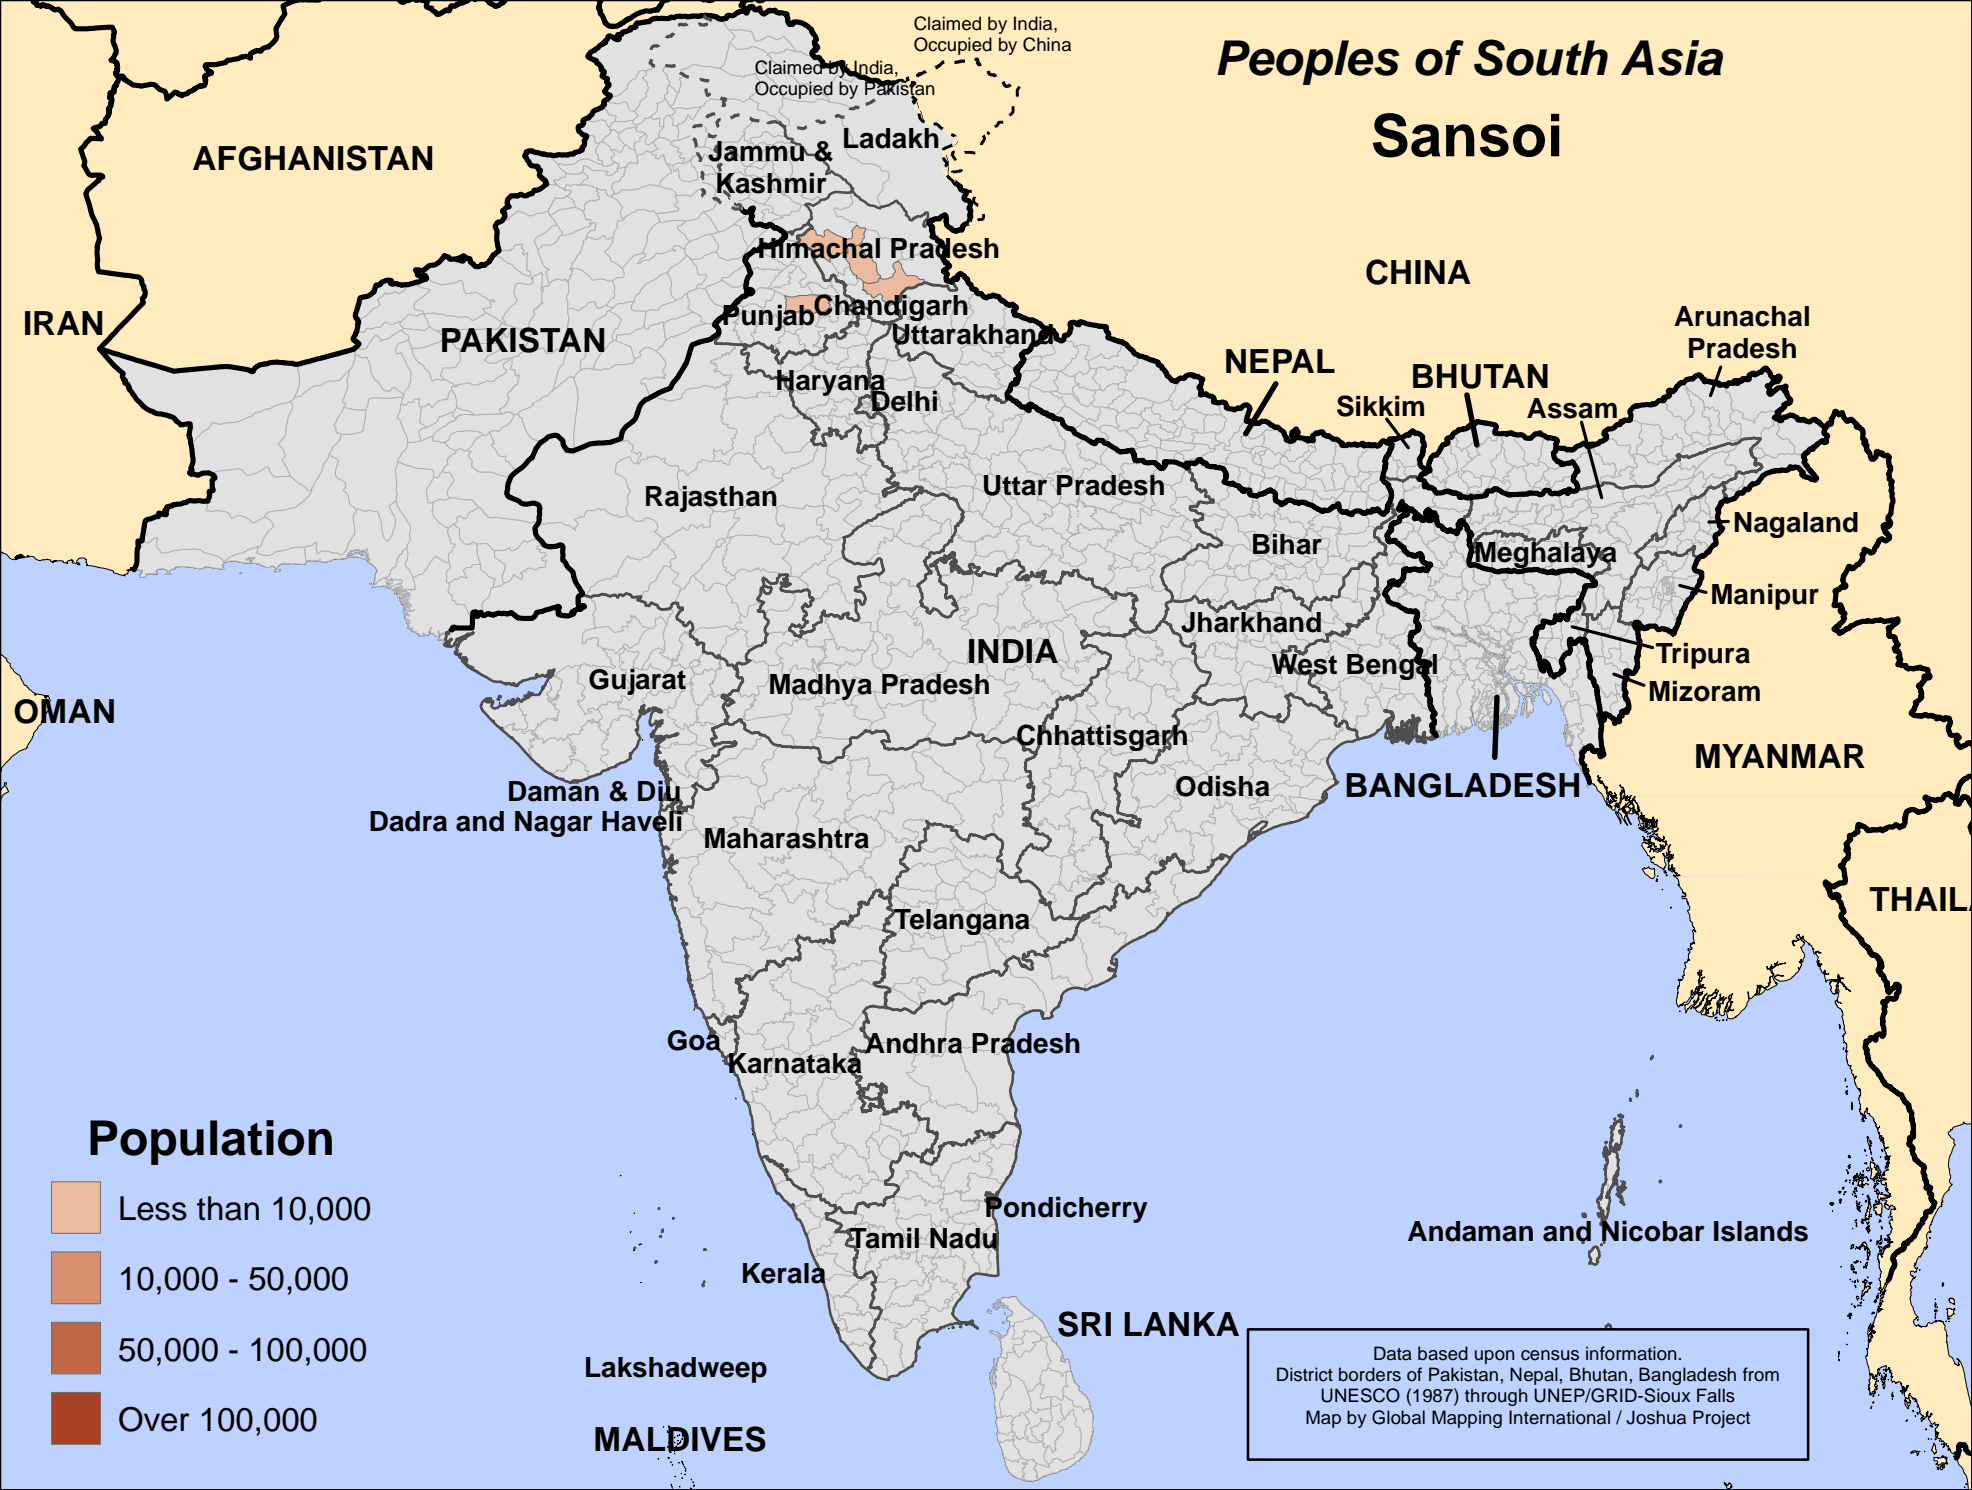 Claimed by India,
Occupied by China
Peoples of South Asia
Sansoi
Claimed by India,
Occupied by Pakistan
AFGHANISTAN
Jammu &
Kashmir
Ladakh
Himachal Pradesh
CHINA
IRAN
PAKISTAN
Punjab
Chandigarh
Uttarakhand
Haryana
Delhi
NEPAL
BHUTAN
Sikkim
Assam
Arunachal
Pradesh
Rajasthan
Uttar Pradesh
Bihar
Meghalaya
Nagaland
Manipur
Jharkhand
INDIA
West Bengal
Tripura
Mizoram
OMAN
Gujarat
Madhya Pradesh
Chhattisgarh
Odisha
BANGLADESH
MYANMAR
Daman & Diu
Dadra and Nagar Haveli
Maharashtra
THAIL
Telangana
Goa
Karnataka
Andhra Pradesh
Pondicherry
Tamil Nadu
Kerala
Andaman and Nicobar Islands
SRI LANKA
Lakshadweep
MALDIVES
Population
Less than 10,000
10,000 - 50,000
50,000 - 100,000
Over 100,000
Data based upon census information.
District borders of Pakistan, Nepal, Bhutan, Bangladesh from
UNESCO (1987) through UNEP/GRID-Sioux Falls
Map by Global Mapping International / Joshua Project